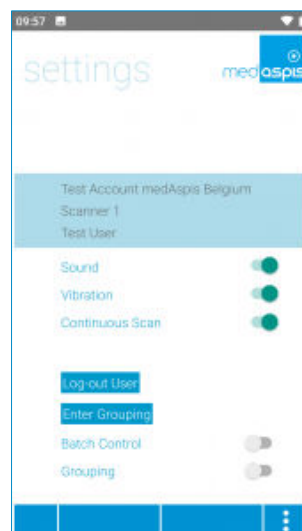 09:57
settings
medaspis
Test Account medAspis Belgium
Scanner 1
Test User
Sound
Vibration
Continuous Scan
Log-out User
Enter Grouping
Batch Control
Grouping